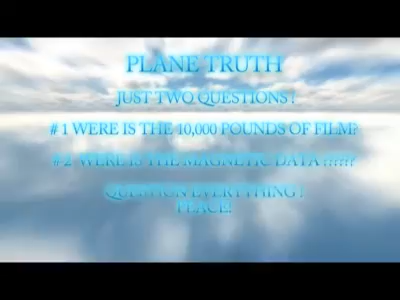 PLANE TRUTH
JUST TWO QUESTIONS !
# 1 WERE IS THE 10,000 POUNDS OF FILM?
# 2 WERE IS THE MAGNETIC DATA ??????
QUESTION EVERYTHING !
PEACE!